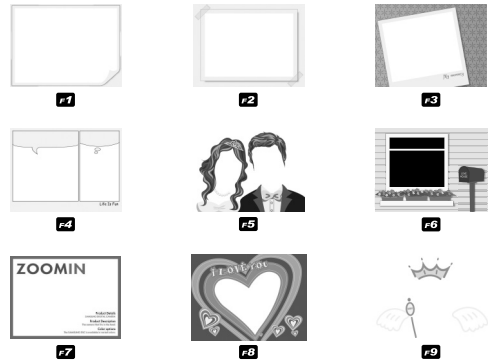 F1
F2
F3
F4
Life Is Fun
F5
F6
ZOOMIN
Product Details
Product Description
Color options
F7
I LOVE YOU
F8
F9